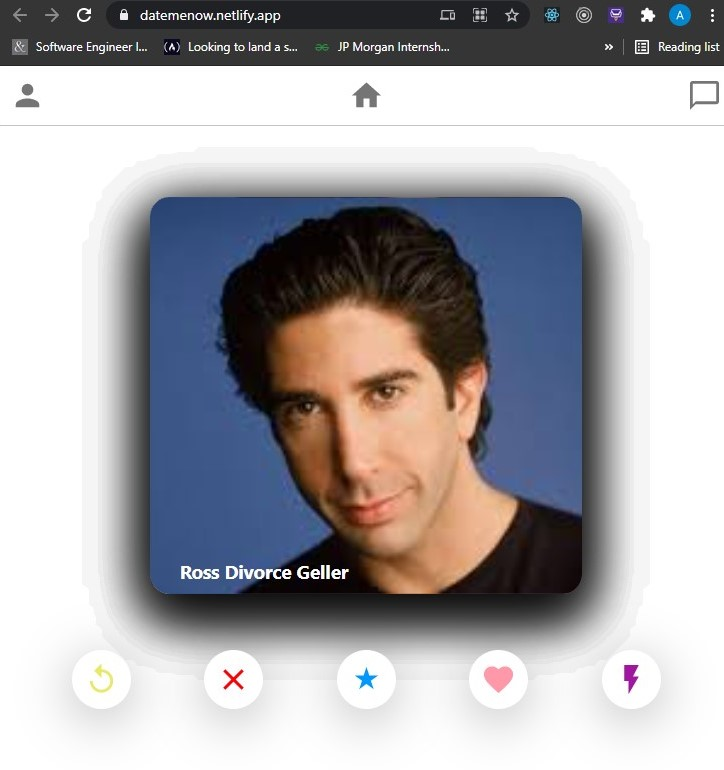 datemenow.netlify.app
A
& Software Engineer I...
(A) Looking to land a s...
JP Morgan Internsh...
»
Reading list
Ross Divorce Geller